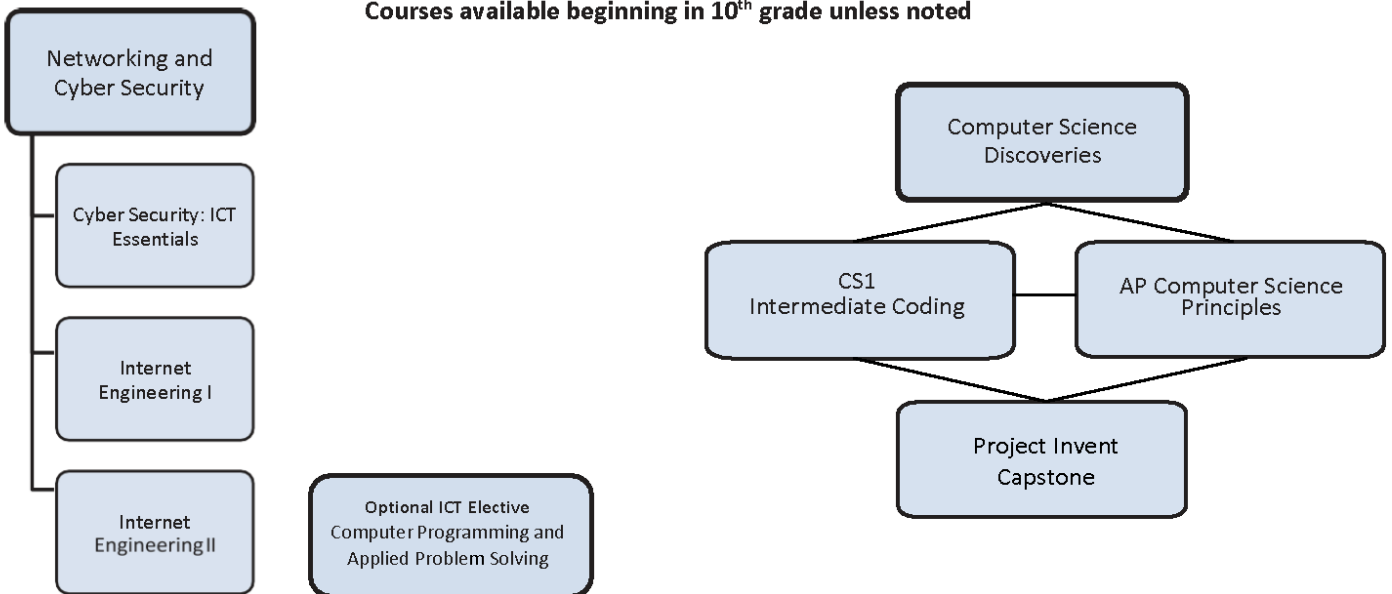 Courses available beginning in 10th grade unless noted
Networking and
Cyber Security
Cyber Security: ICT
Essentials
Internet
Engineering I
Internet
Engineering II
Optional ICT Elective
Computer Programming and
Applied Problem Solving
Computer Science
Discoveries
CS1
Intermediate Coding
AP Computer Science
Principles
Project Invent
Capstone